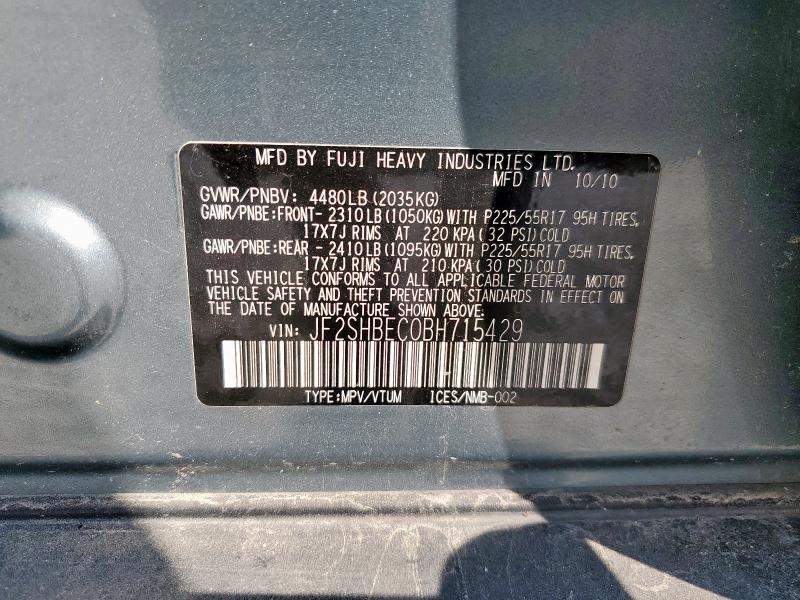 MFD BY FUJI HEAVY INDUSTRIES LTD.
MFD IN 10/10
GVWR/PNBV: 4480LB (2035KG)
GAWR/PNBE:FRONT- 2310LB (1050KG) WITH P225/55R17 95H TIRES,
17X7J RIMS AT 220 KPA (32 PSI) COLD
GAWR/PNBE:REAR - 2410LB (1095KG) WITH P225/55R17 95H TIRES,
17X7J RIMS AT 210 KPA (30 PSI) COLD
THIS VEHICLE CONFORMS TO ALL APPLICABLE FEDERAL MOTOR
VEHICLE SAFETY AND THEFT PREVENTION STANDARDS IN EFFECT ON
THE DATE OF MANUFACTURE SHOWN ABOVE.
VIN: JF2SHBEC0BH715429
TYPE:MPV/VTUM ICES/NMB-002